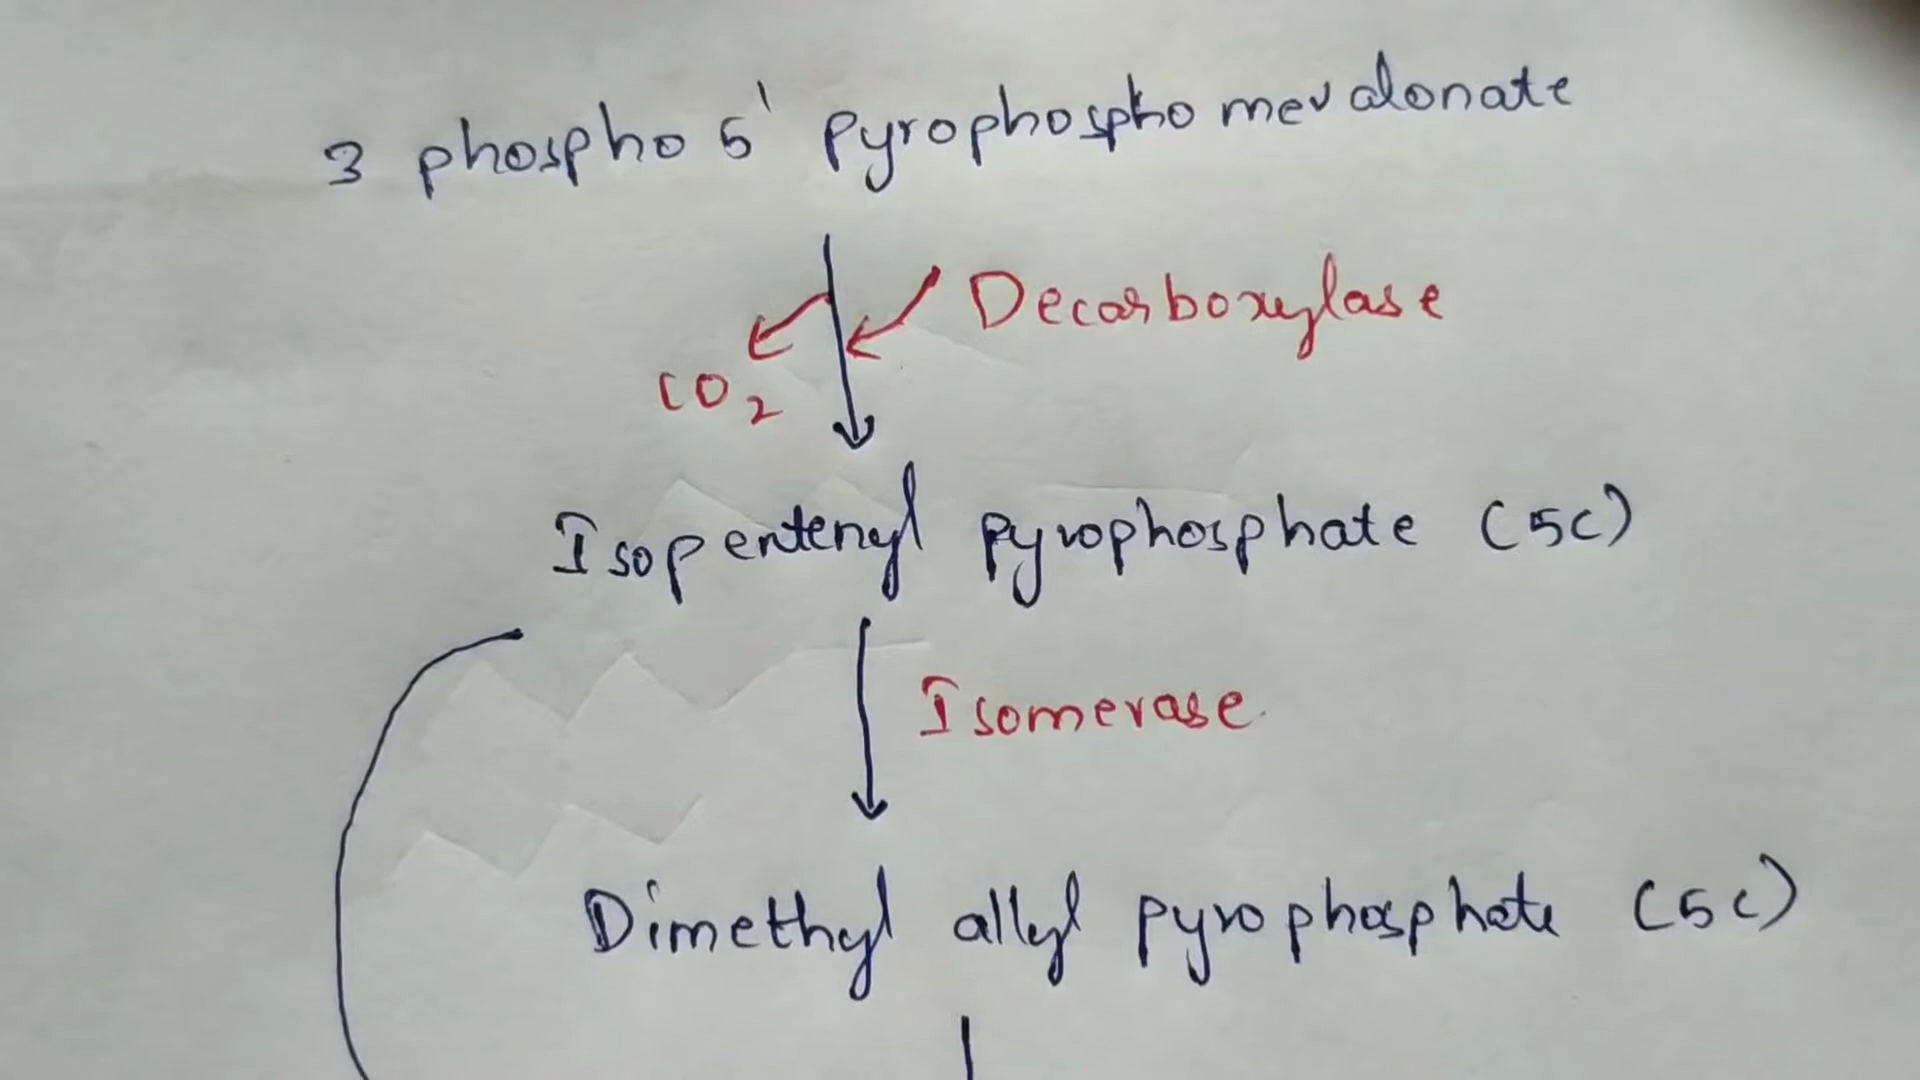 3 phospho 5' Pyrophospho mevalonate
Decarboxylase
CO2
Isopentenyl pyrophosphate (5C)
Isomerase
Dimethyl allyl pyrophosphate (5C)